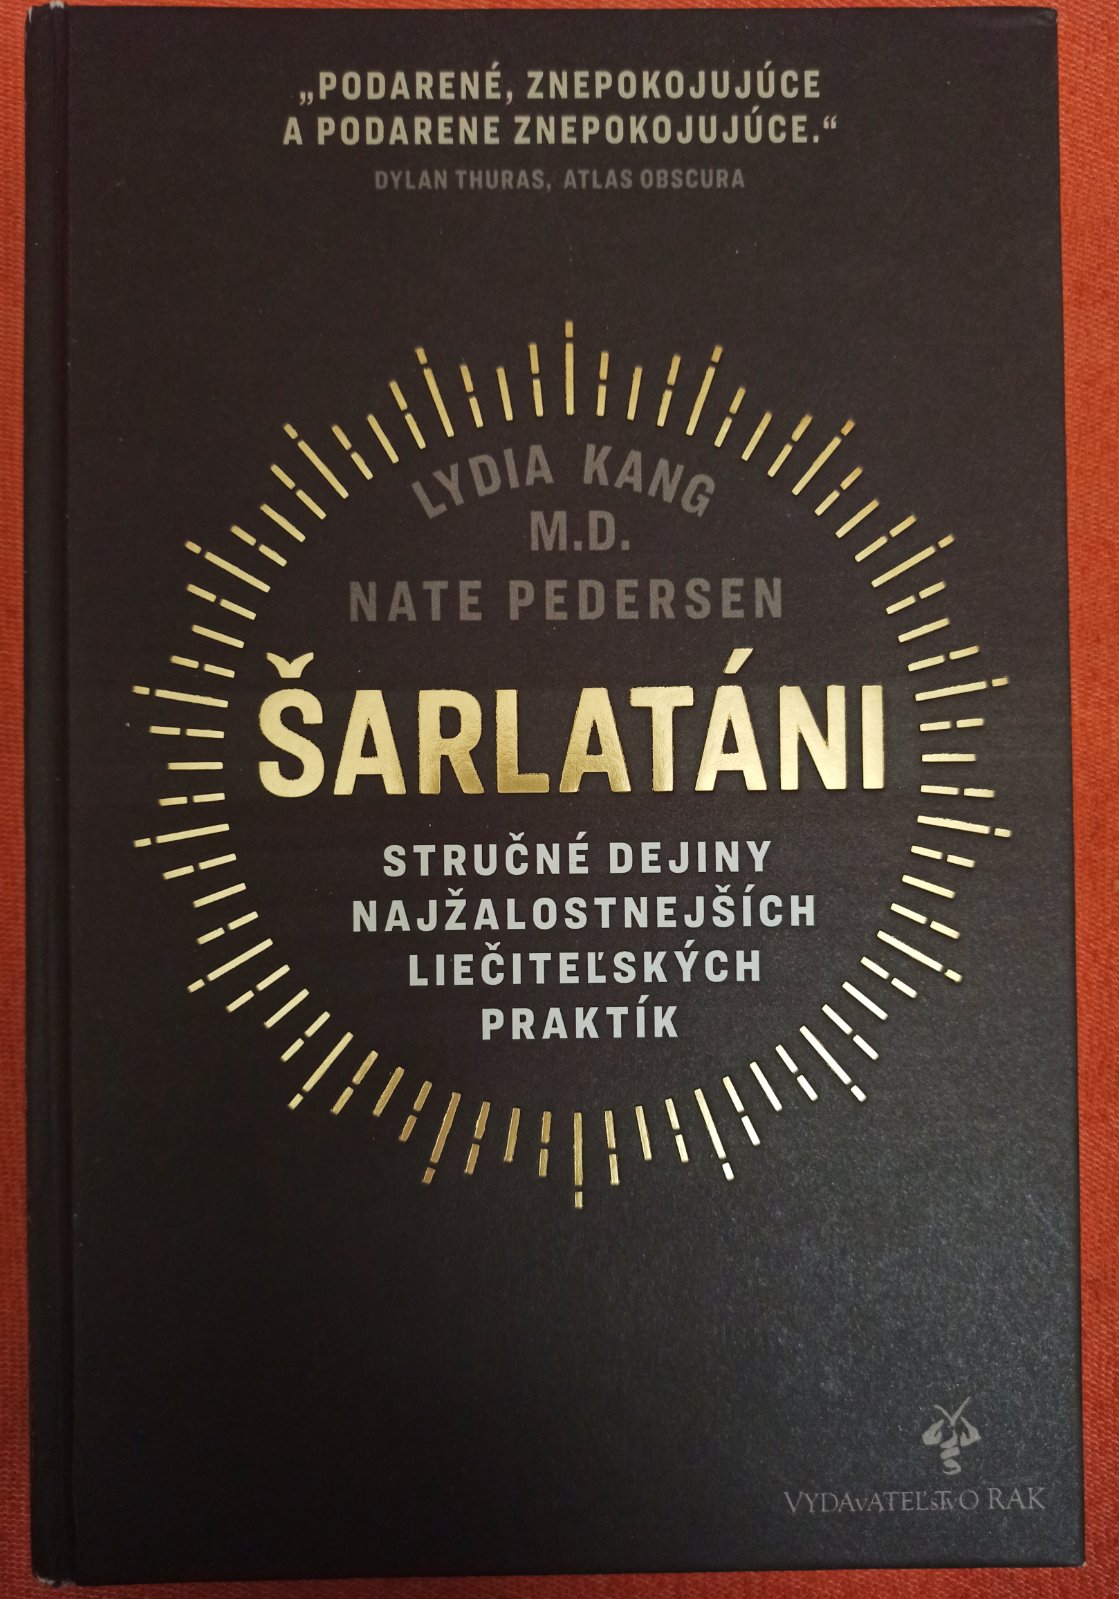 „PODARENÉ, ZNEPOKOJUJÚCE
A PODARENE ZNEPOKOJUJÚCE.“
DYLAN THURAS, ATLAS OBSCURA
LYDIA KANG
M.D.
NATE PEDERSEN
ŠARLATÁNI
STRUČNÉ DEJINY
NAJŽALOSTNEJŠÍCH
LIEČITEĽSKÝCH
PRAKTÍK
VYDAVATEĽSTVO RAK